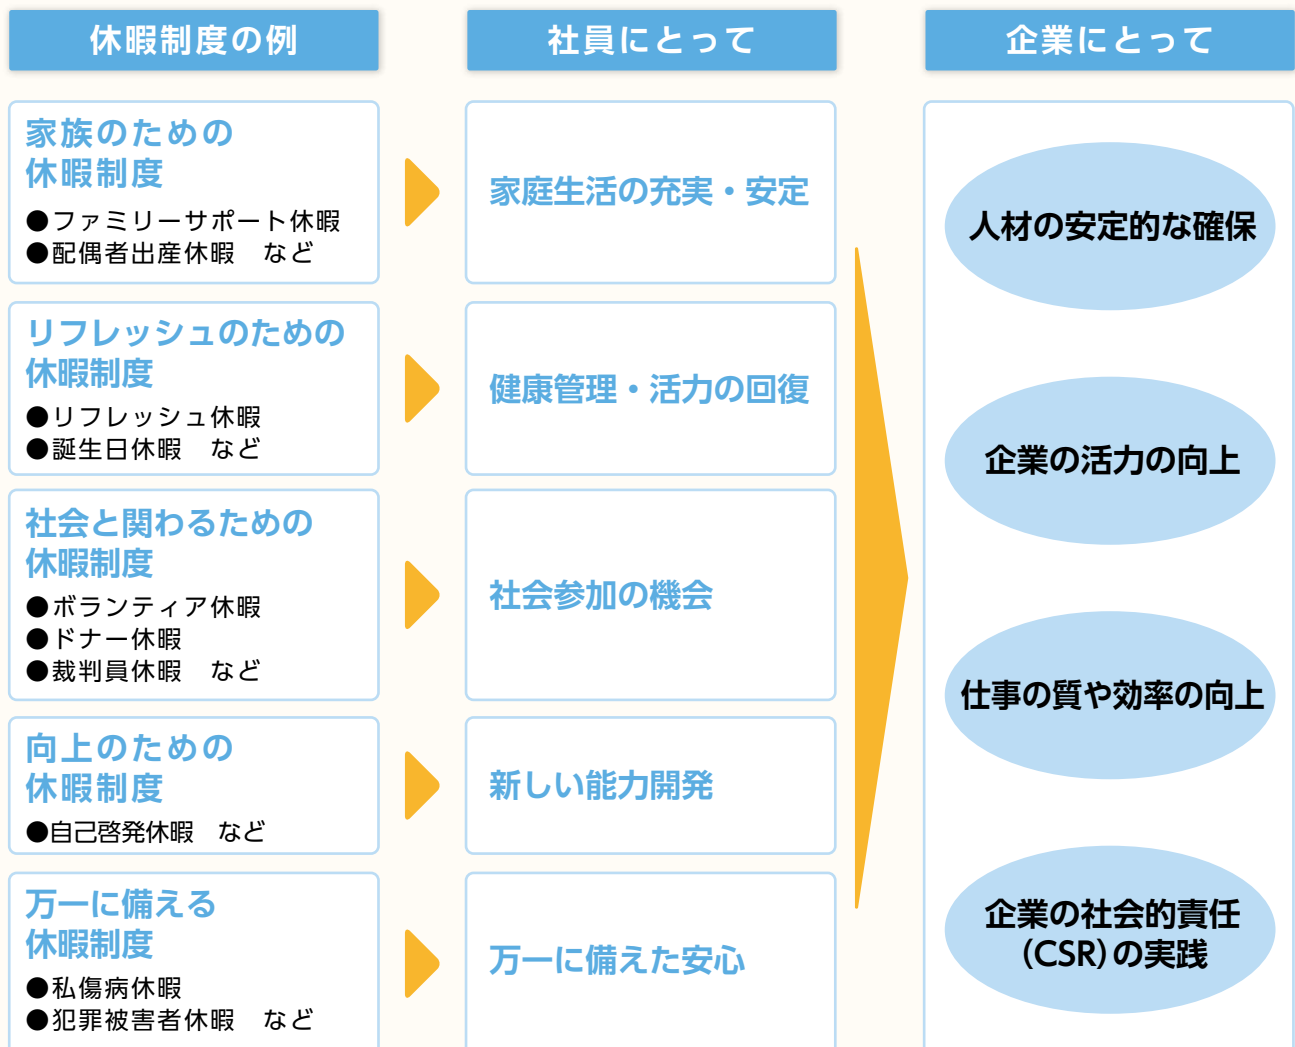 休暇制度の例
社員にとって
企業にとって
家族のための
休暇制度
●ファミリーサポート休暇
●配偶者出産休暇　など
家庭生活の充実・安定
リフレッシュのための
休暇制度
●リフレッシュ休暇
●誕生日休暇　など
健康管理・活力の回復
社会と関わるための
休暇制度
●ボランティア休暇
●ドナー休暇
●裁判員休暇　など
社会参加の機会
向上のための
休暇制度
●自己啓発休暇　など
新しい能力開発
万一に備える
休暇制度
●私傷病休暇
●犯罪被害者休暇　など
万一に備えた安心
人材の安定的な確保
企業の活力の向上
仕事の質や効率の向上
企業の社会的責任
(CSR)の実践